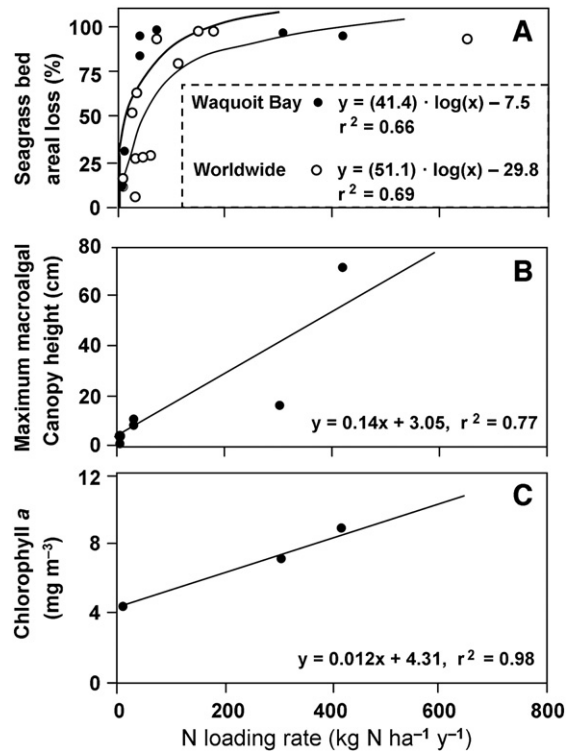 A
100
75
50
25
0
Seagrass bed
areal loss (%)
Waquoit Bay ● y = (41.4) · log(x) – 7.5
r² = 0.66
Worldwide ○ y = (51.1) · log(x) – 29.8
r² = 0.69
B
80
60
40
20
0
Maximum macroalgal
Canopy height (cm)
y = 0.14x + 3.05, r² = 0.77
C
12
8
4
0
Chlorophyll a
(mg m⁻³)
y = 0.012x + 4.31, r² = 0.98
0 200 400 600 800
N loading rate (kg N ha⁻¹ y⁻¹)